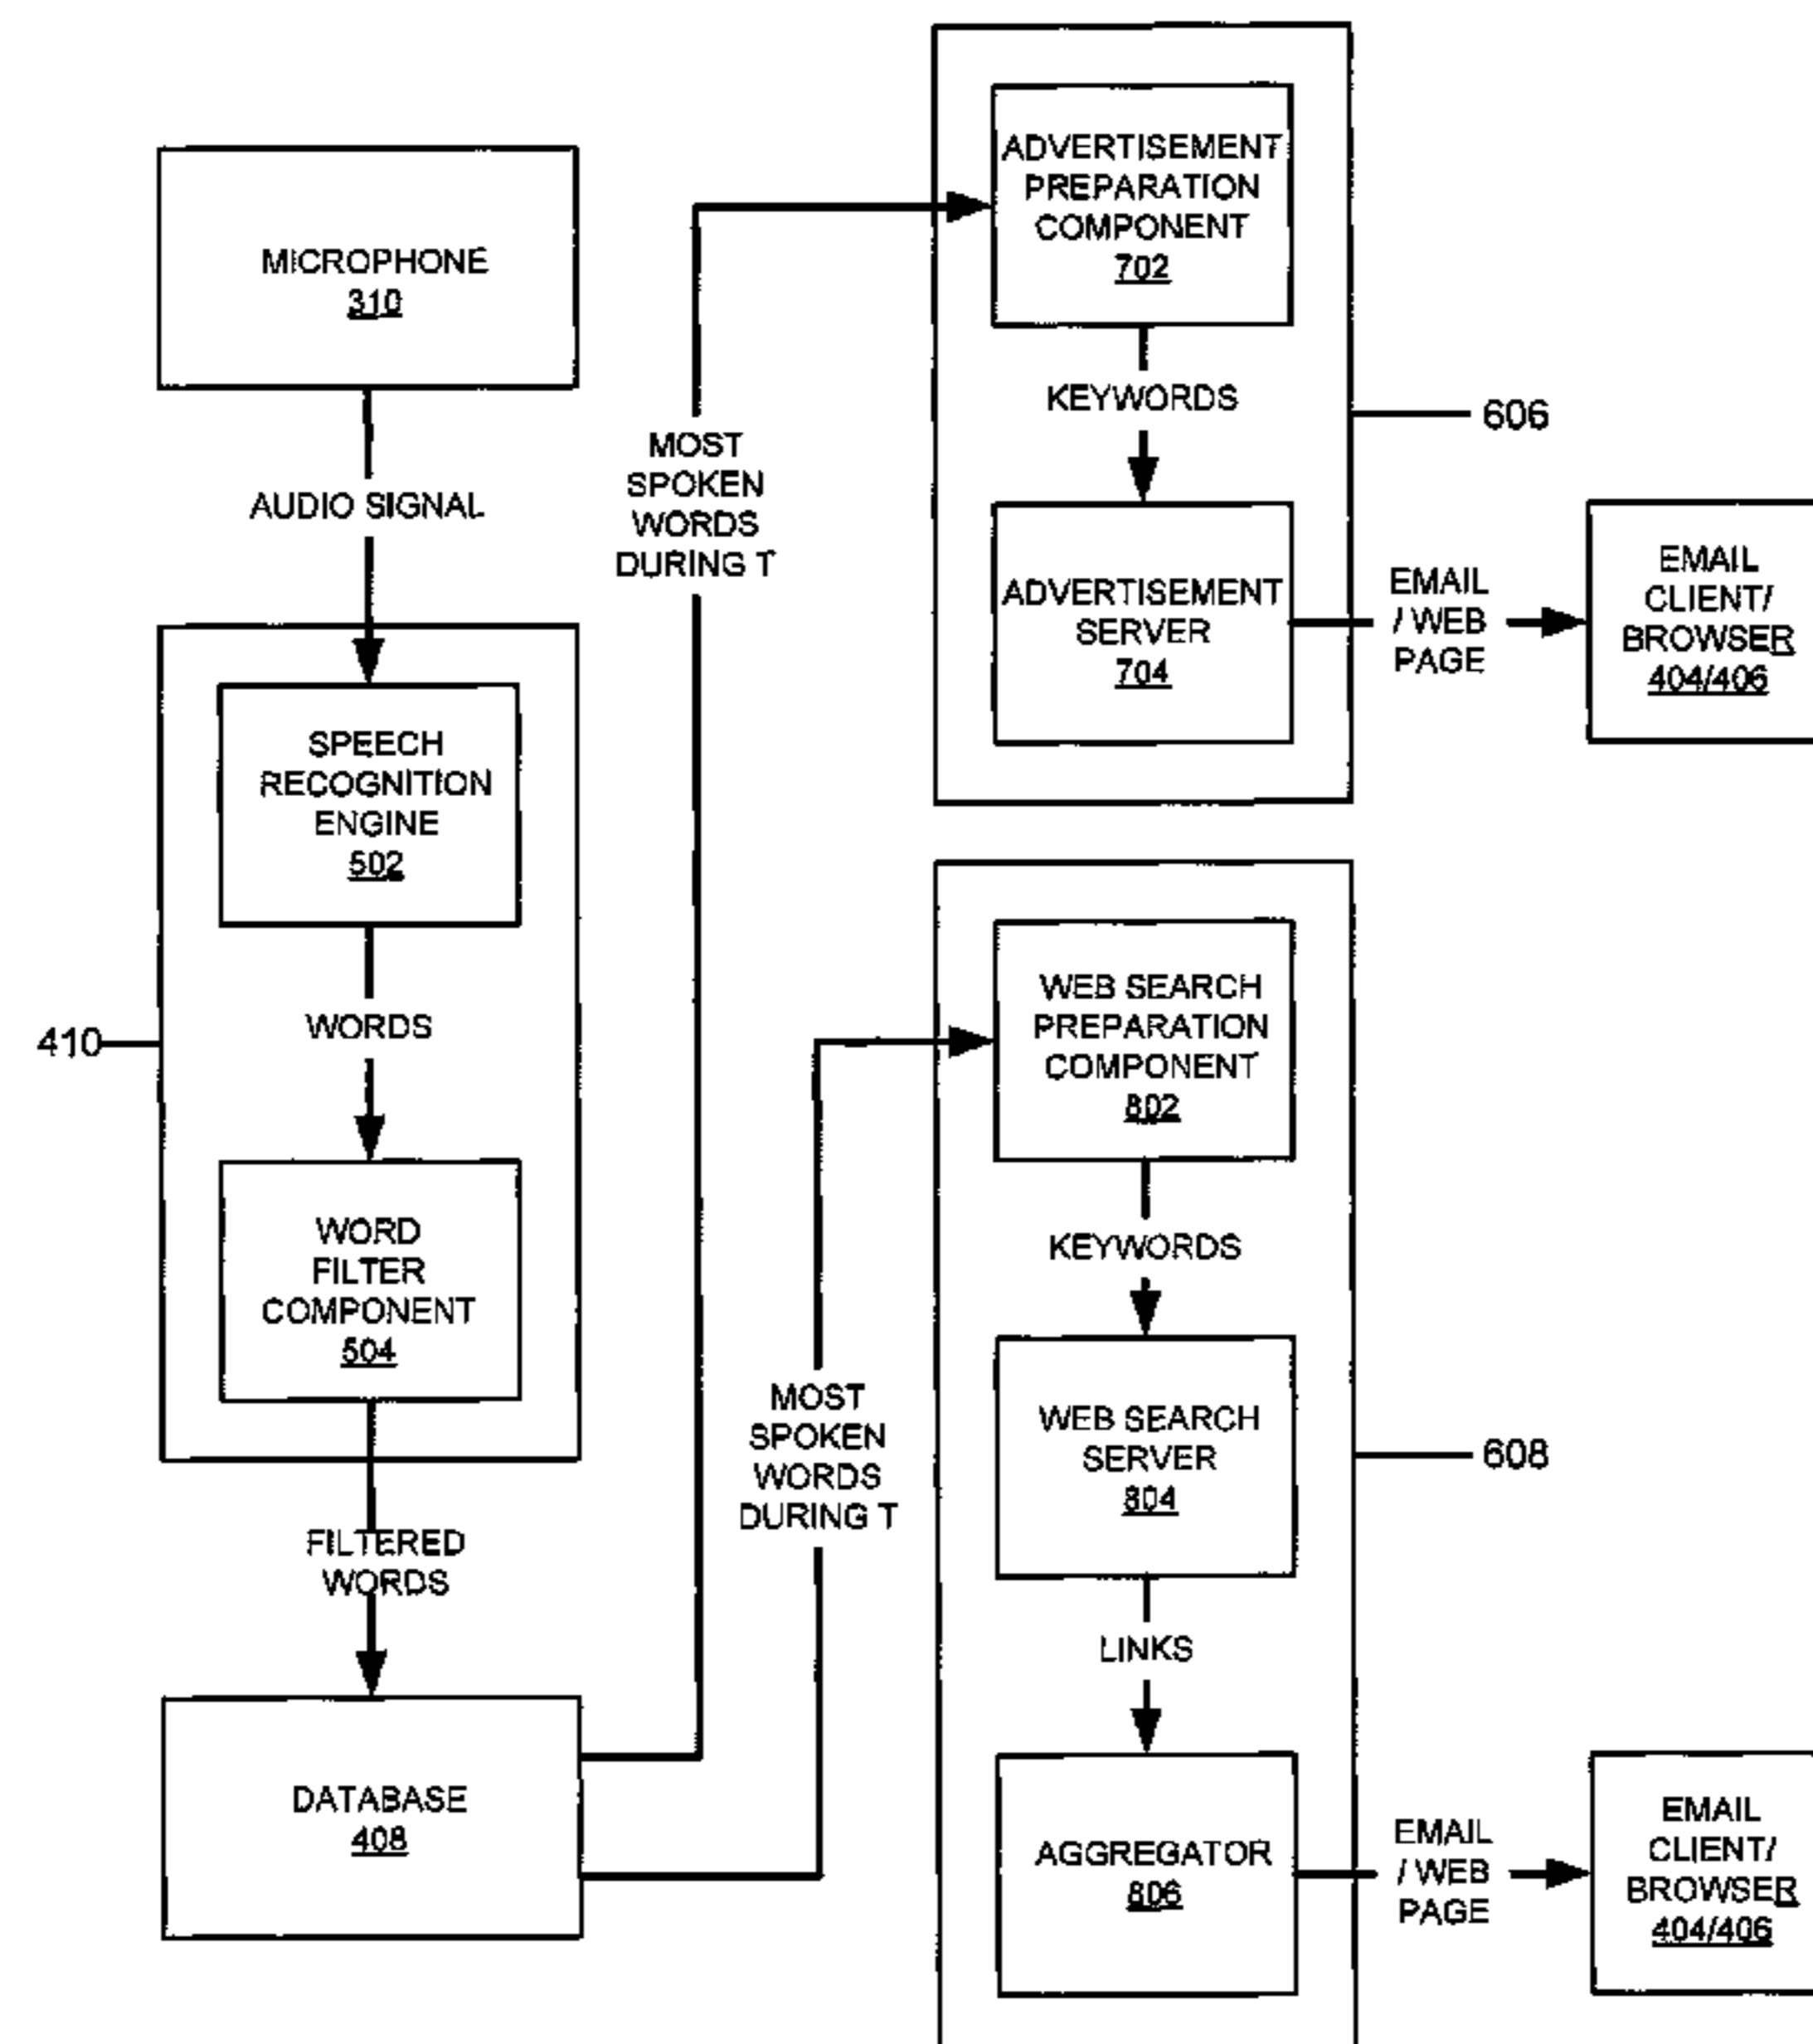 MICROPHONE
310
AUDIO SIGNAL
410
SPEECH
RECOGNITION
ENGINE
502
WORDS
WORD
FILTER
COMPONENT
504
FILTERED
WORDS
DATABASE
408
MOST
SPOKEN
WORDS
DURING T
MOST
SPOKEN
WORDS
DURING T
ADVERTISEMENT
PREPARATION
COMPONENT
702
KEYWORDS
ADVERTISEMENT
SERVER
704
606
EMAIL
/ WEB
PAGE
EMAIL
CLIENT/
BROWSER
404/406
WEB SEARCH
PREPARATION
COMPONENT
802
KEYWORDS
WEB SEARCH
SERVER
804
LINKS
AGGREGATOR
806
608
EMAIL
/ WEB
PAGE
EMAIL
CLIENT/
BROWSER
404/406